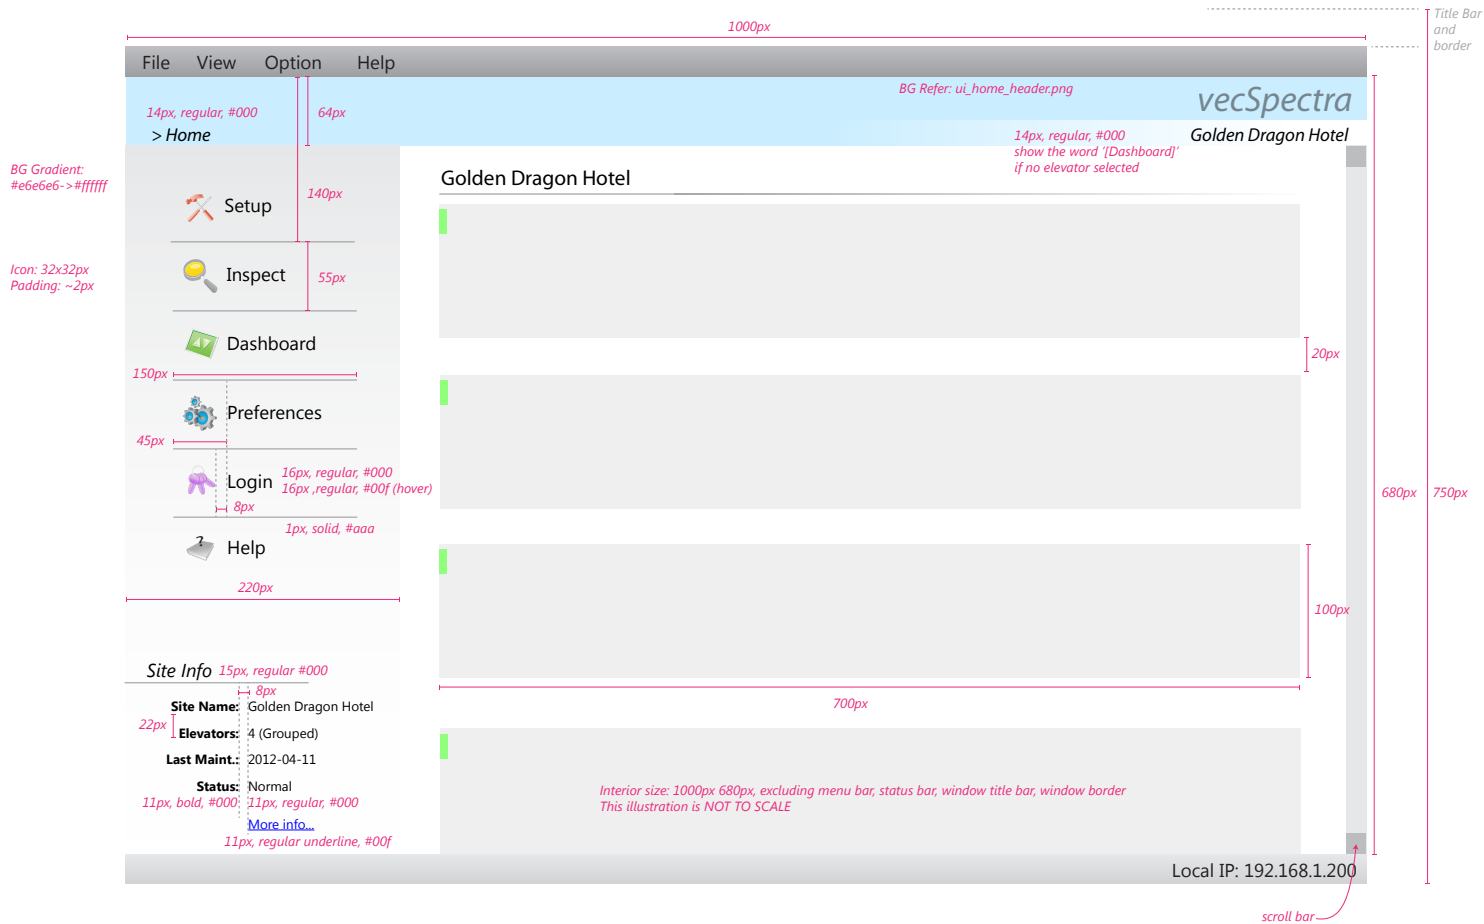 Title Bar
and
border
1000px
File View Option Help
BG Refer: ui_home_header.png
vecSpectra
14px, regular, #000
64px
> Home
14px, regular, #000
show the word '[Dashboard]'
if no elevator selected
Golden Dragon Hotel
BG Gradient:
#e6e6e6->#ffffff
Golden Dragon Hotel
140px
Setup
Icon: 32x32px
Padding: ~2px
Inspect
55px
Dashboard
20px
150px
Preferences
45px
Login
16px, regular, #000
16px ,regular, #00f (hover)
8px
680px
750px
1px, solid, #aaa
Help
220px
100px
Site Info
15px, regular #000
8px
700px
Site Name: Golden Dragon Hotel
22px
Elevators: 4 (Grouped)
Last Maint.: 2012-04-11
Status: Normal
11px, bold, #000
11px, regular, #000
Interior size: 1000px 680px, excluding menu bar, status bar, window title bar, window border
This illustration is NOT TO SCALE
More info...
11px, regular underline, #00f
Local IP: 192.168.1.200
scroll bar